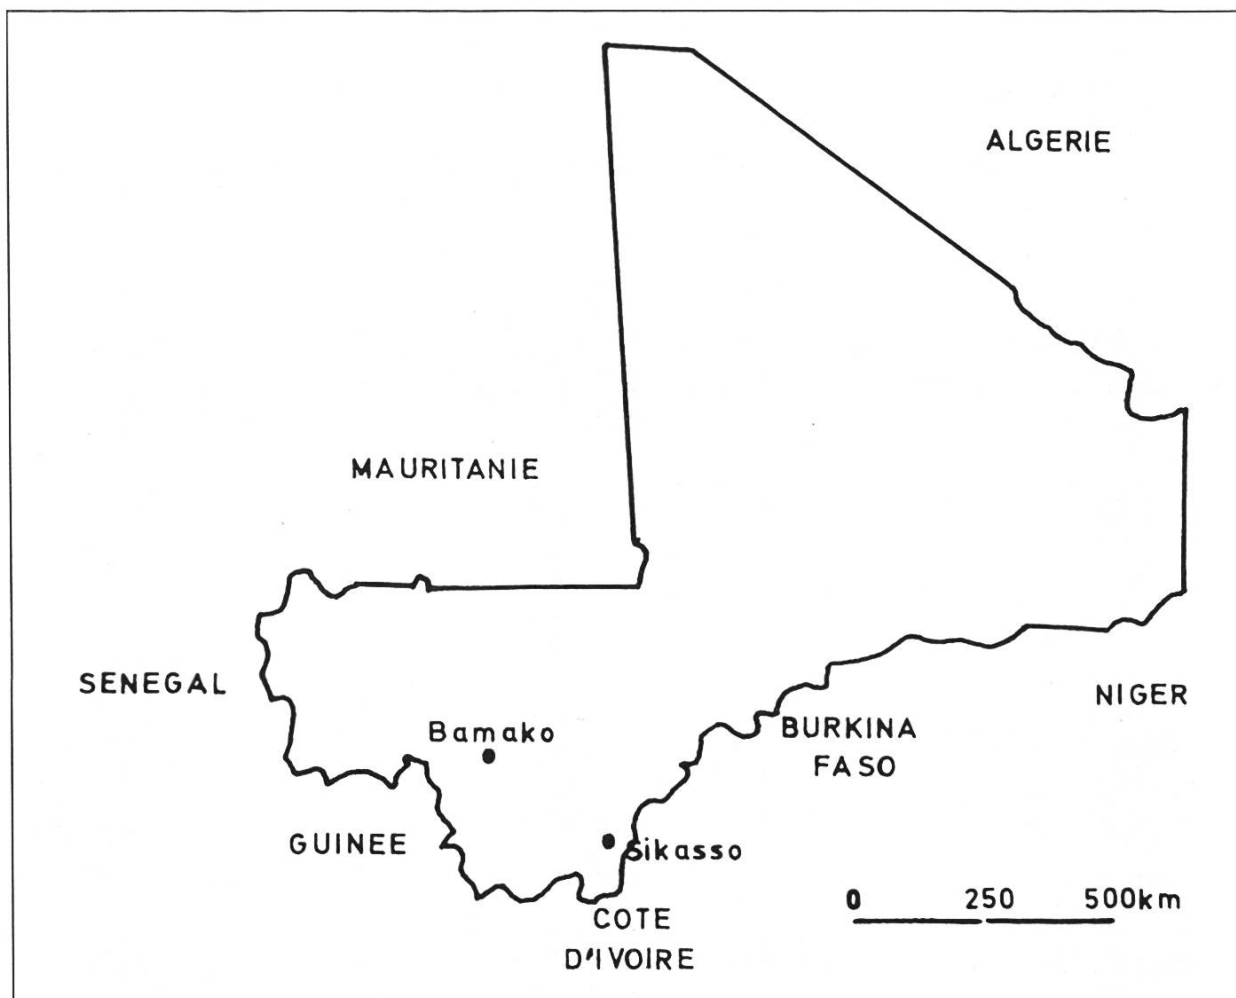 ALGERIE
MAURITANIE
SENEGAL
NIGER
Bamako
BURKINA
FASO
GUINEE
Sikasso
0 250 500km
COTE
D'IVOIRE